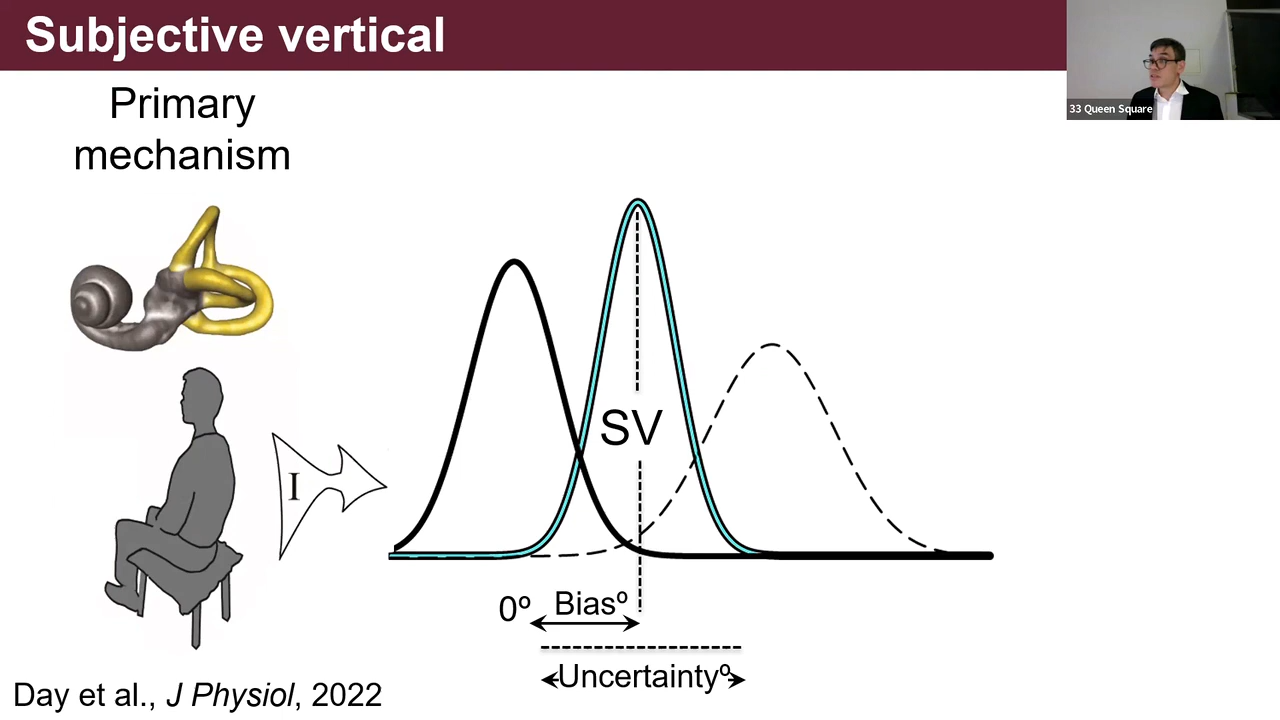 Subjective vertical
33 Queen Square
Primary
mechanism
I
SV
0º
Biasº
Uncertaintyº
Day et al., J Physiol, 2022